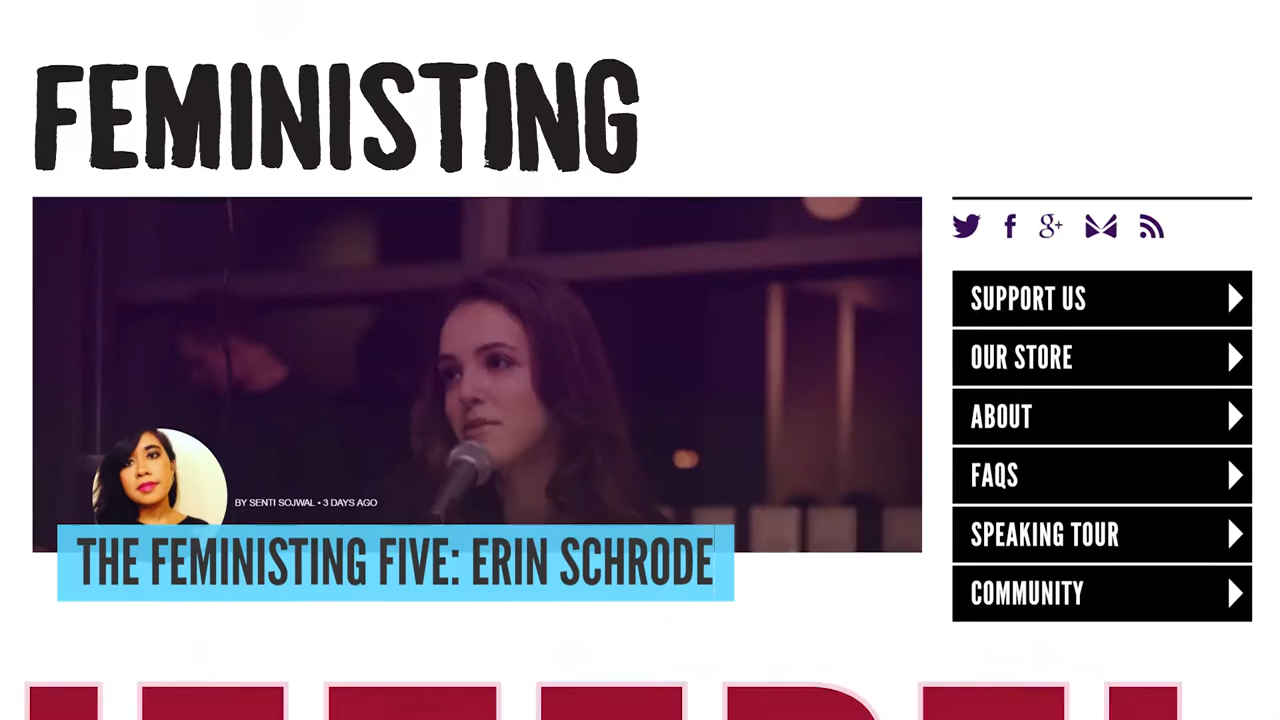 FEMINISTING
SUPPORT US
OUR STORE
ABOUT
FAQS
SPEAKING TOUR
COMMUNITY
BY SENTI SOJWAL • 3 DAYS AGO
THE FEMINISTING FIVE: ERIN SCHRODE